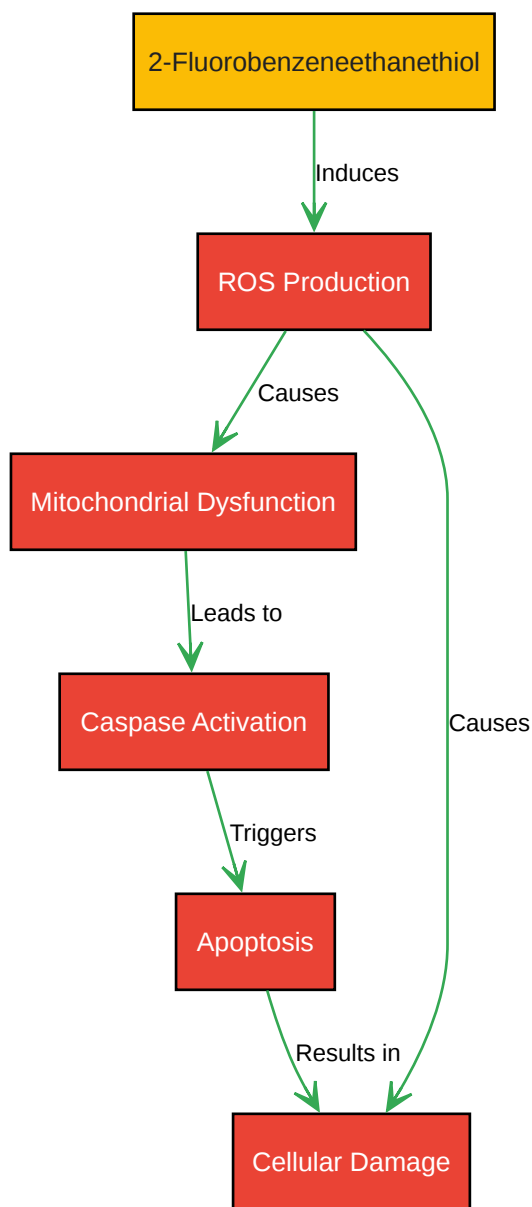 2-Fluorobenzeneethanethiol
Induces
ROS Production
Causes
Mitochondrial Dysfunction
Leads to
Caspase Activation
Causes
Triggers
Apoptosis
Results in
Cellular Damage